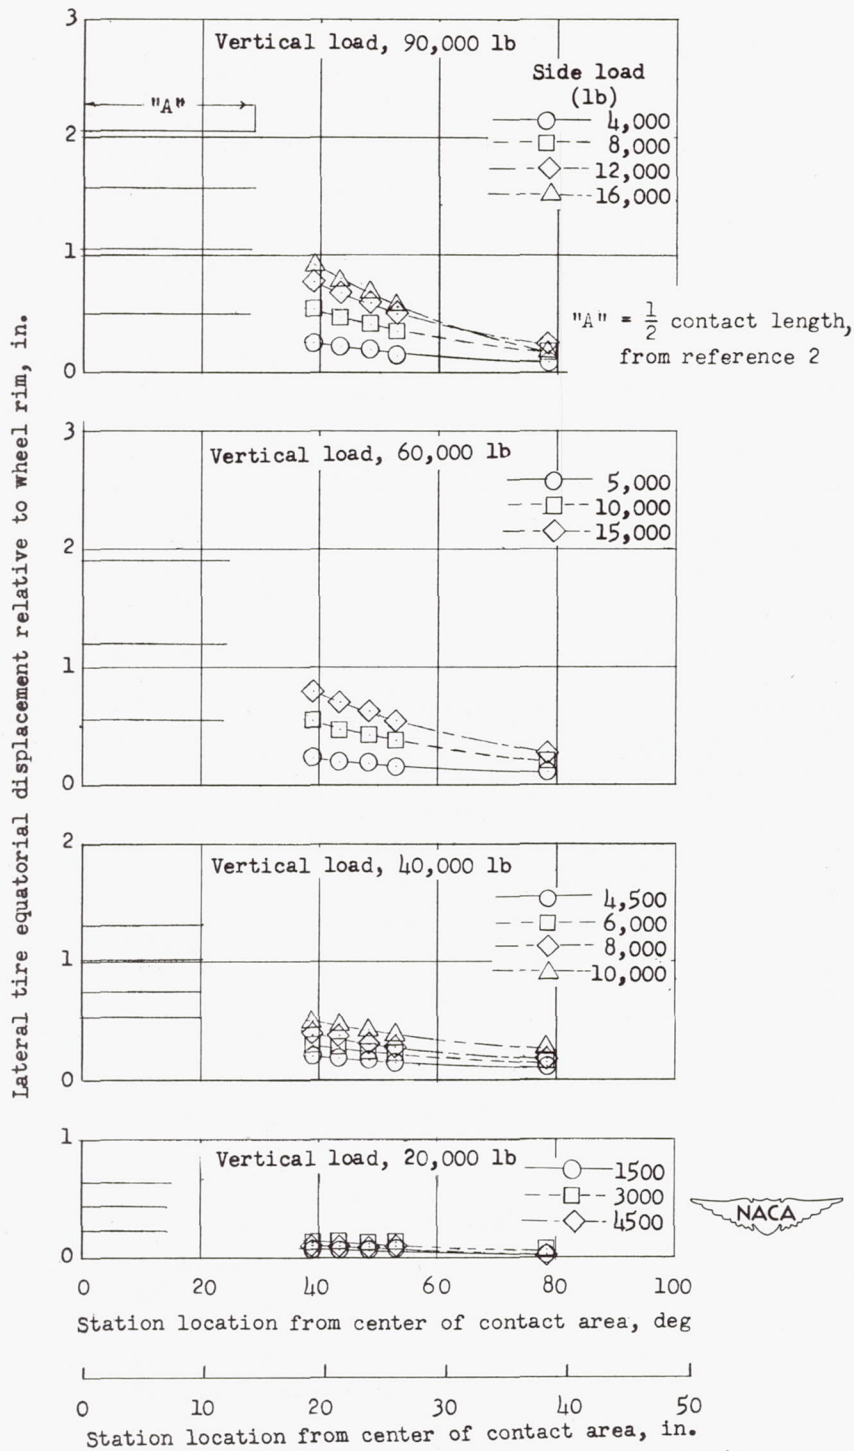 3
Vertical load, 90,000 lb
Side load
(lb)
"A"
4,000
2
8,000
12,000
16,000
1
"A" = 1/2 contact length,
from reference 2
0
Lateral tire equatorial displacement relative to wheel rim, in.
3
Vertical load, 60,000 lb
5,000
10,000
15,000
2
1
0
2
Vertical load, 40,000 lb
4,500
6,000
8,000
10,000
1
0
1
Vertical load, 20,000 lb
1500
3000
4500
NACA
0
0 20 40 60 80 100
Station location from center of contact area, deg
0 10 20 30 40 50
Station location from center of contact area, in.